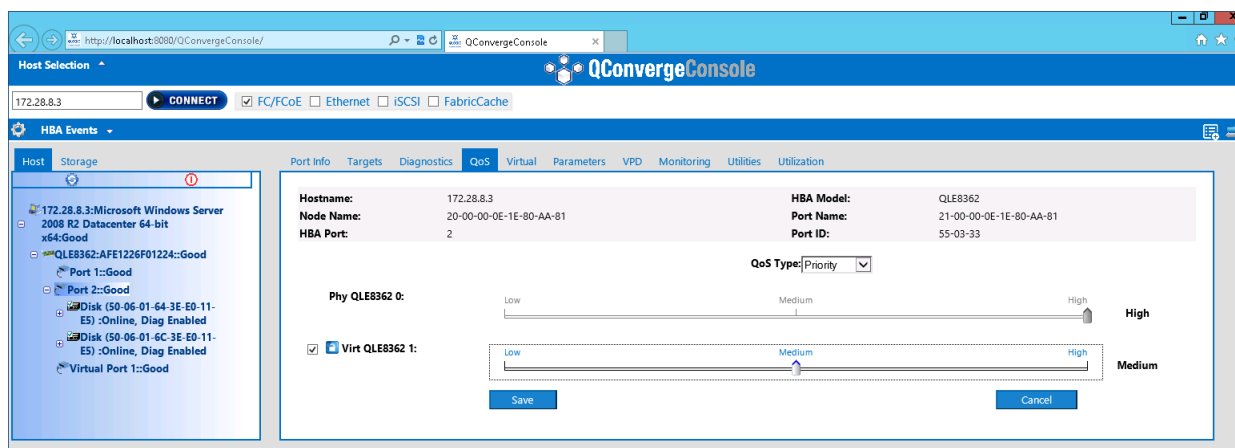 http://localhost:8080/QConvergeConsole/
QConvergeConsole
Host Selection
QConvergeConsole
172.28.8.3
CONNECT
FC/FCoE Ethernet iSCSI FabricCache
HBA Events
Host Storage
Port Info Targets Diagnostics QoS Virtual Parameters VPD Monitoring Utilities Utilization
172.28.8.3:Microsoft Windows Server
2008 R2 Datacenter 64-bit
x64:Good
QLE8362:AFE1226F01224::Good
Port 1::Good
Port 2::Good
Disk (50-06-01-64-3E-E0-11-
E5) :Online, Diag Enabled
Disk (50-06-01-6C-3E-E0-11-
E5) :Online, Diag Enabled
Virtual Port 1::Good
Hostname: 172.28.8.3 HBA Model: QLE8362
Node Name: 20-00-00-0E-1E-80-AA-81 Port Name: 21-00-00-0E-1E-80-AA-81
HBA Port: 2 Port ID: 55-03-33
QoS Type: Priority
Phy QLE8362 0: Low Medium High
High
Virt QLE8362 1: Low Medium High
Medium
Save Cancel